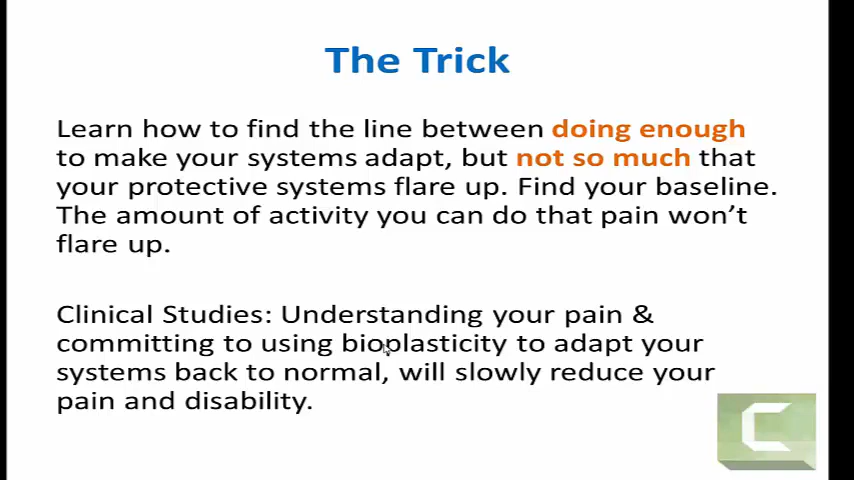 The Trick
Learn how to find the line between doing enough
to make your systems adapt, but not so much that
your protective systems flare up. Find your baseline.
The amount of activity you can do that pain won't
flare up.
Clinical Studies: Understanding your pain &
committing to using bioplasticity to adapt your
systems back to normal, will slowly reduce your
pain and disability.
C